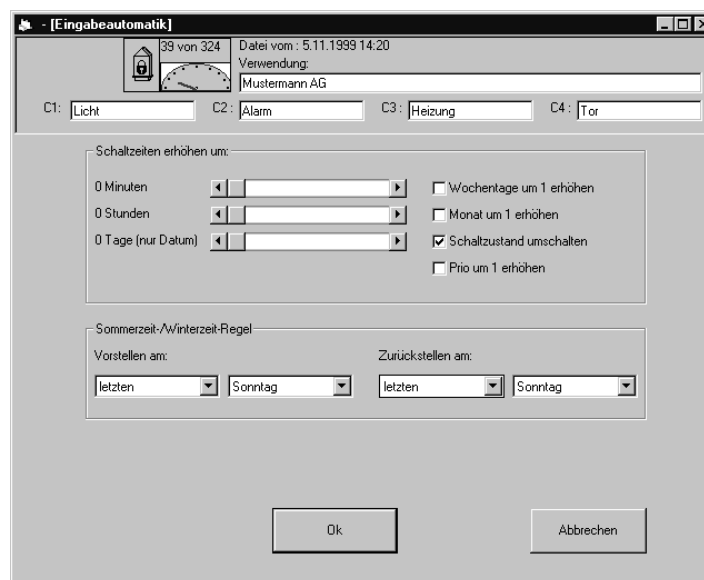 - [Eingabeautomatik]
39 von 324
Datei vom : 5.11.1999 14:20
Verwendung:
Mustermann AG
C1: Licht C2 : Alarm C3 : Heizung C4 : Tor
Schaltzeiten erhöhen um:
0 Minuten
0 Stunden
0 Tage (nur Datum)
Wochentage um 1 erhöhen
Monat um 1 erhöhen
Schaltzustand umschalten
Prio um 1 erhöhen
Sommerzeit-/Winterzeit-Regel
Vorstellen am: Zurückstellen am:
letzten Sonntag letzten Sonntag
Ok Abbrechen